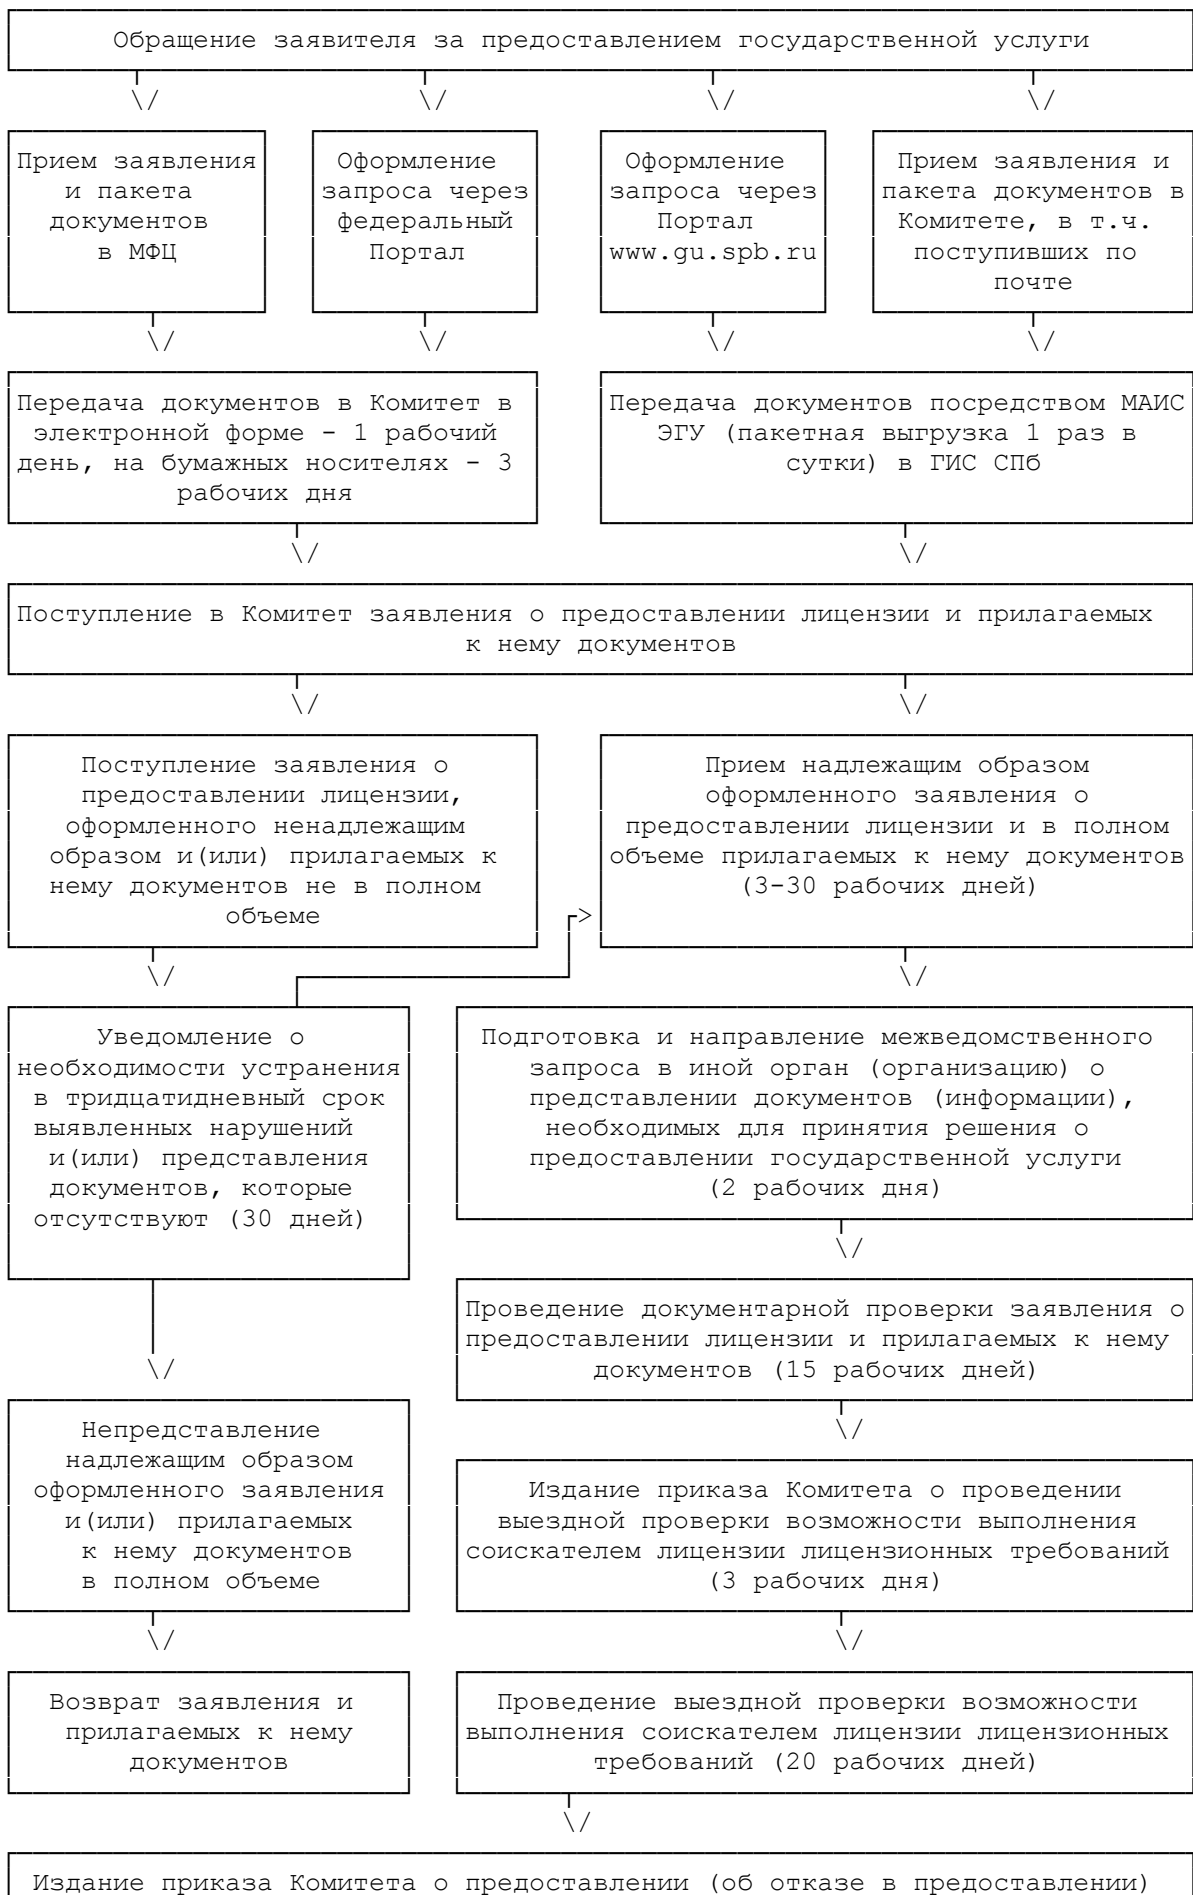 Обращение заявителя за предоставлением государственной услуги
Прием заявления
и пакета
документов
в МФЦ
Оформление
запроса через
федеральный
Портал
Оформление
запроса через
Портал
www.gu.spb.ru
Прием заявления и
пакета документов в
Комитете, в т.ч.
поступивших по
почте
Передача документов в Комитет в
электронной форме - 1 рабочий
день, на бумажных носителях - 3
рабочих дня
Передача документов посредством МАИС
ЭГУ (пакетная выгрузка 1 раз в
сутки) в ГИС СПб
Поступление в Комитет заявления о предоставлении лицензии и прилагаемых
к нему документов
Поступление заявления о
предоставлении лицензии,
оформленного ненадлежащим
образом и(или) прилагаемых к
нему документов не в полном
объеме
Прием надлежащим образом
оформленного заявления о
предоставлении лицензии и в полном
объеме прилагаемых к нему документов
(3-30 рабочих дней)
Уведомление о
необходимости устранения
в тридцатидневный срок
выявленных нарушений
и(или) представления
документов, которые
отсутствуют (30 дней)
Подготовка и направление межведомственного
запроса в иной орган (организацию) о
представлении документов (информации),
необходимых для принятия решения о
предоставлении государственной услуги
(2 рабочих дня)
Проведение документарной проверки заявления о
предоставлении лицензии и прилагаемых к нему
документов (15 рабочих дней)
Непредставление
надлежащим образом
оформленного заявления
и(или) прилагаемых
к нему документов
в полном объеме
Издание приказа Комитета о проведении
выездной проверки возможности выполнения
соискателем лицензии лицензионных требований
(3 рабочих дня)
Возврат заявления и
прилагаемых к нему
документов
Проведение выездной проверки возможности
выполнения соискателем лицензии лицензионных
требований (20 рабочих дней)
Издание приказа Комитета о предоставлении (об отказе в предоставлении)